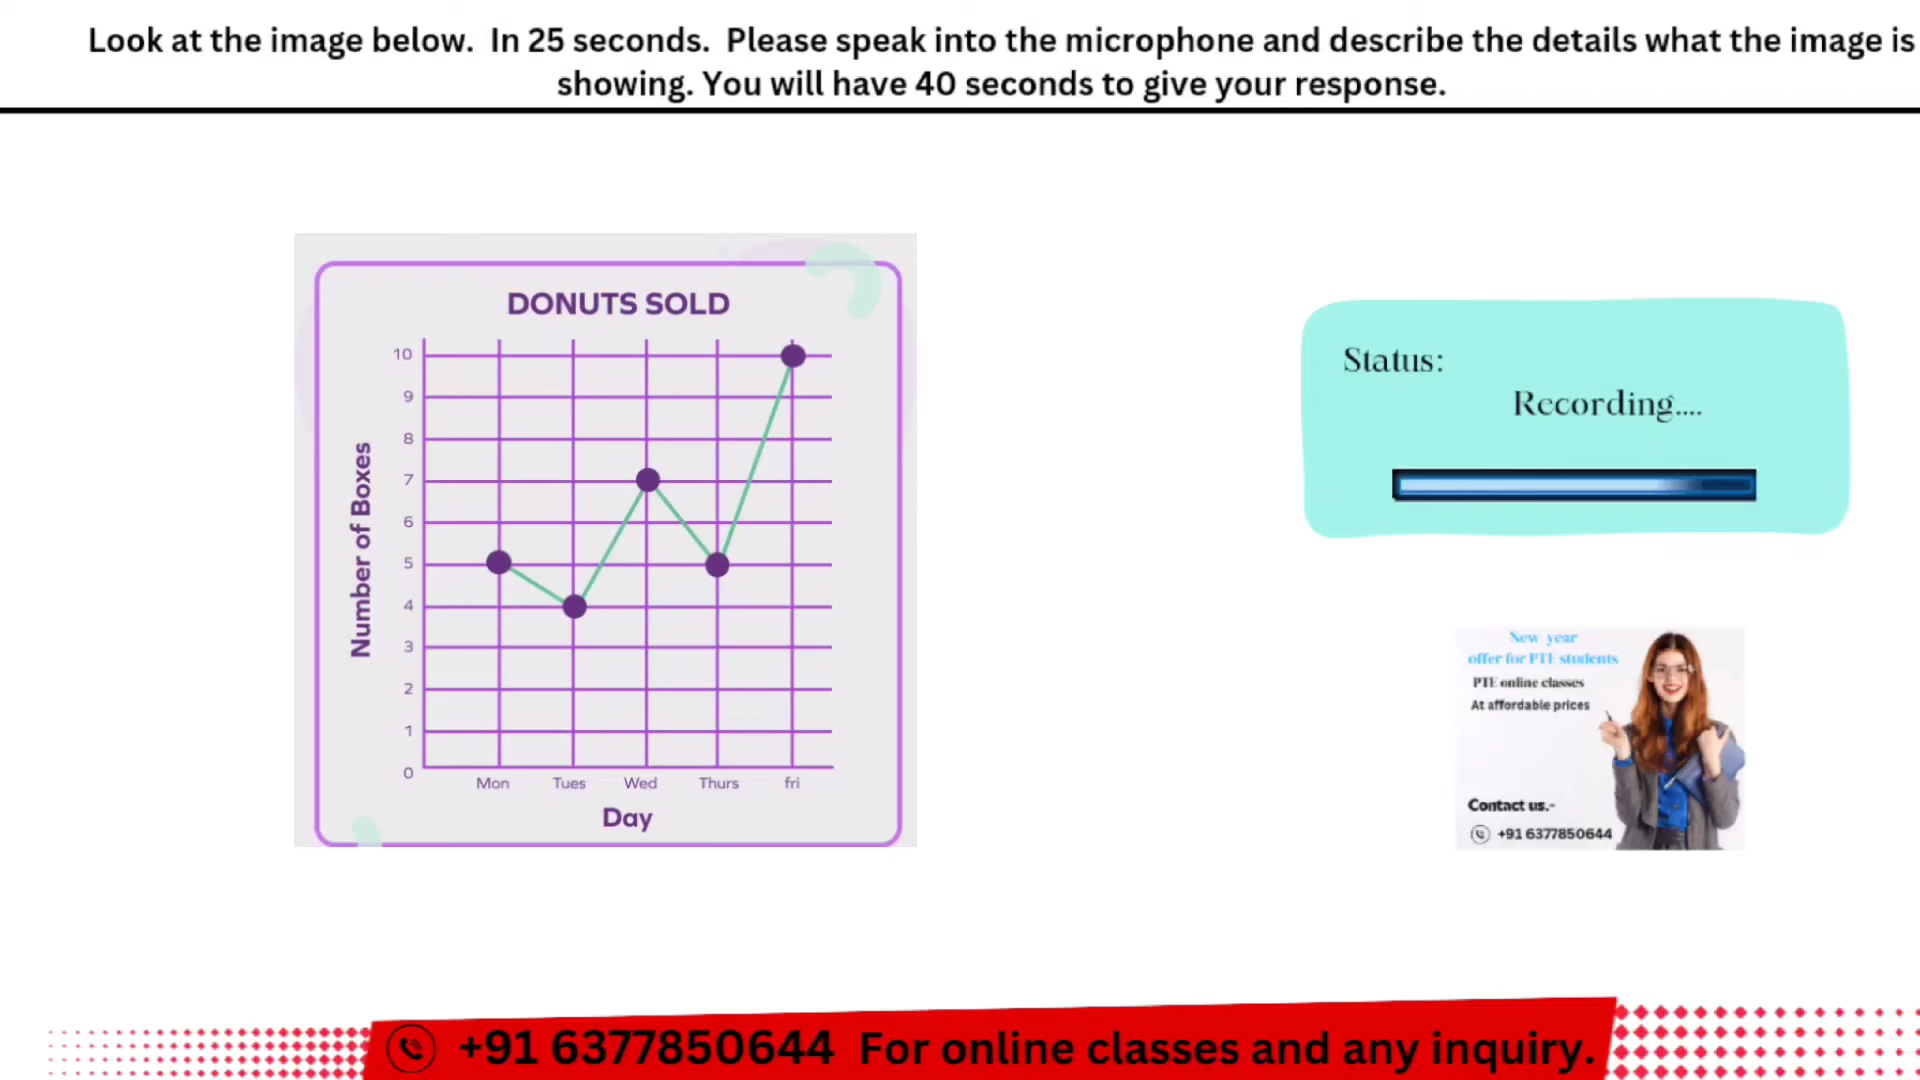 Look at the image below. In 25 seconds. Please speak into the microphone and describe the details what the image is
showing. You will have 40 seconds to give your response.
DONUTS SOLD
Number of Boxes
10
9
8
7
6
5
4
3
2
1
0
Mon Tues Wed Thurs fri
Day
Status:
Recording....
New year
offer for PTE students
PTE online classes
At affordable prices
Contact us.-
+91 6377850644
+91 6377850644 For online classes and any inquiry.